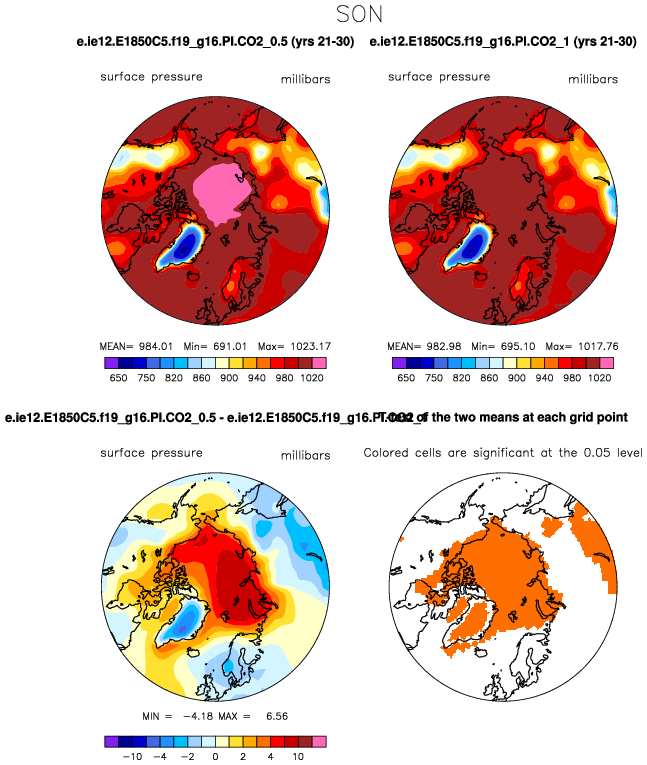 SON
e.ie12.E1850C5.f19_g16.PI.CO2_0.5 (yrs 21-30)
e.ie12.E1850C5.f19_g16.PI.CO2_1 (yrs 21-30)
surface pressure millibars
surface pressure millibars
MEAN= 984.01 Min= 691.01 Max= 1023.17
MEAN= 982.98 Min= 695.10 Max= 1017.76
650 750 820 860 900 940 980 1020
650 750 820 860 900 940 980 1020
e.ie12.E1850C5.f19_g16.PI.CO2_0.5 - e.ie12.E1850C5.f19_g16.PI.CO2_1
T-test of the two means at each grid point
surface pressure millibars
Colored cells are significant at the 0.05 level
MIN = -4.18 MAX = 6.56
-10 -4 -2 0 2 4 10